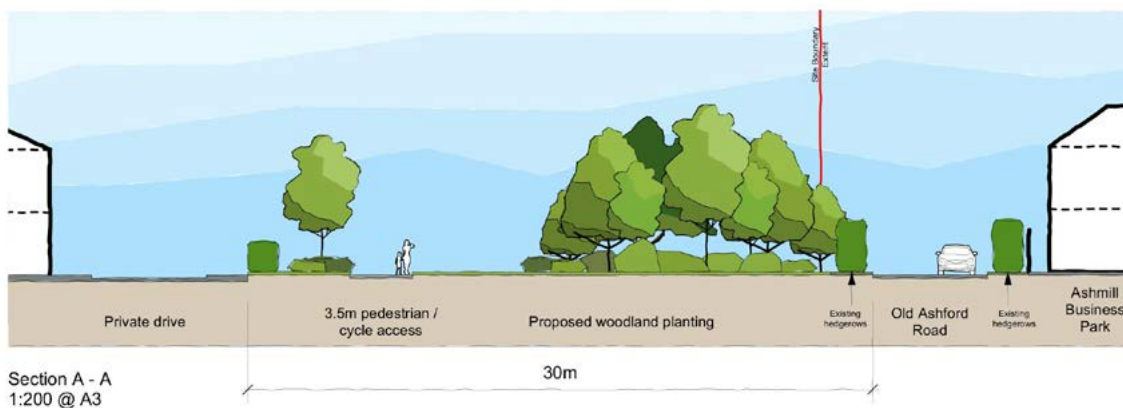 Site Boundary
Extent
Private drive
3.5m pedestrian /
cycle access
Proposed woodland planting
Existing
hedgerows
Old Ashford
Road
Existing
hedgerows
Ashmill
Business
Park
30m
Section A - A
1:200 @ A3